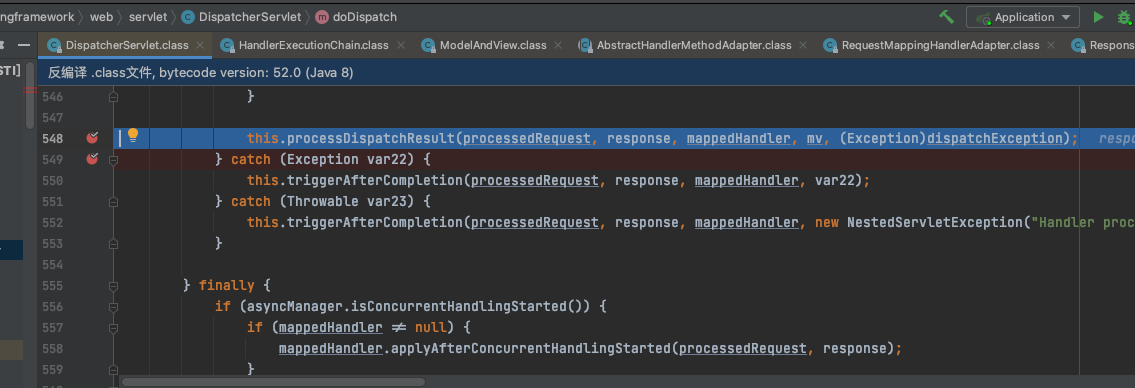 ngframework > web > servlet > DispatcherServlet > m doDispatch Application
STI] DispatcherServlet.class × HandlerExecutionChain.class × ModelAndView.class × AbstractHandlerMethodAdapter.class × RequestMappingHandlerAdapter.class × Respons
反编译 .class文件, bytecode version: 52.0 (Java 8)
546 }
547
548 this.processDispatchResult(processedRequest, response, mappedHandler, mv, (Exception)dispatchException); resp
549 } catch (Exception var22) {
550 this.triggerAfterCompletion(processedRequest, response, mappedHandler, var22);
551 } catch (Throwable var23) {
552 this.triggerAfterCompletion(processedRequest, response, mappedHandler, new NestedServletException("Handler proc
553 }
554
555 } finally {
556 if (asyncManager.isConcurrentHandlingStarted()) {
557 if (mappedHandler ≠ null) {
558 mappedHandler.applyAfterConcurrentHandlingStarted(processedRequest, response);
559 }